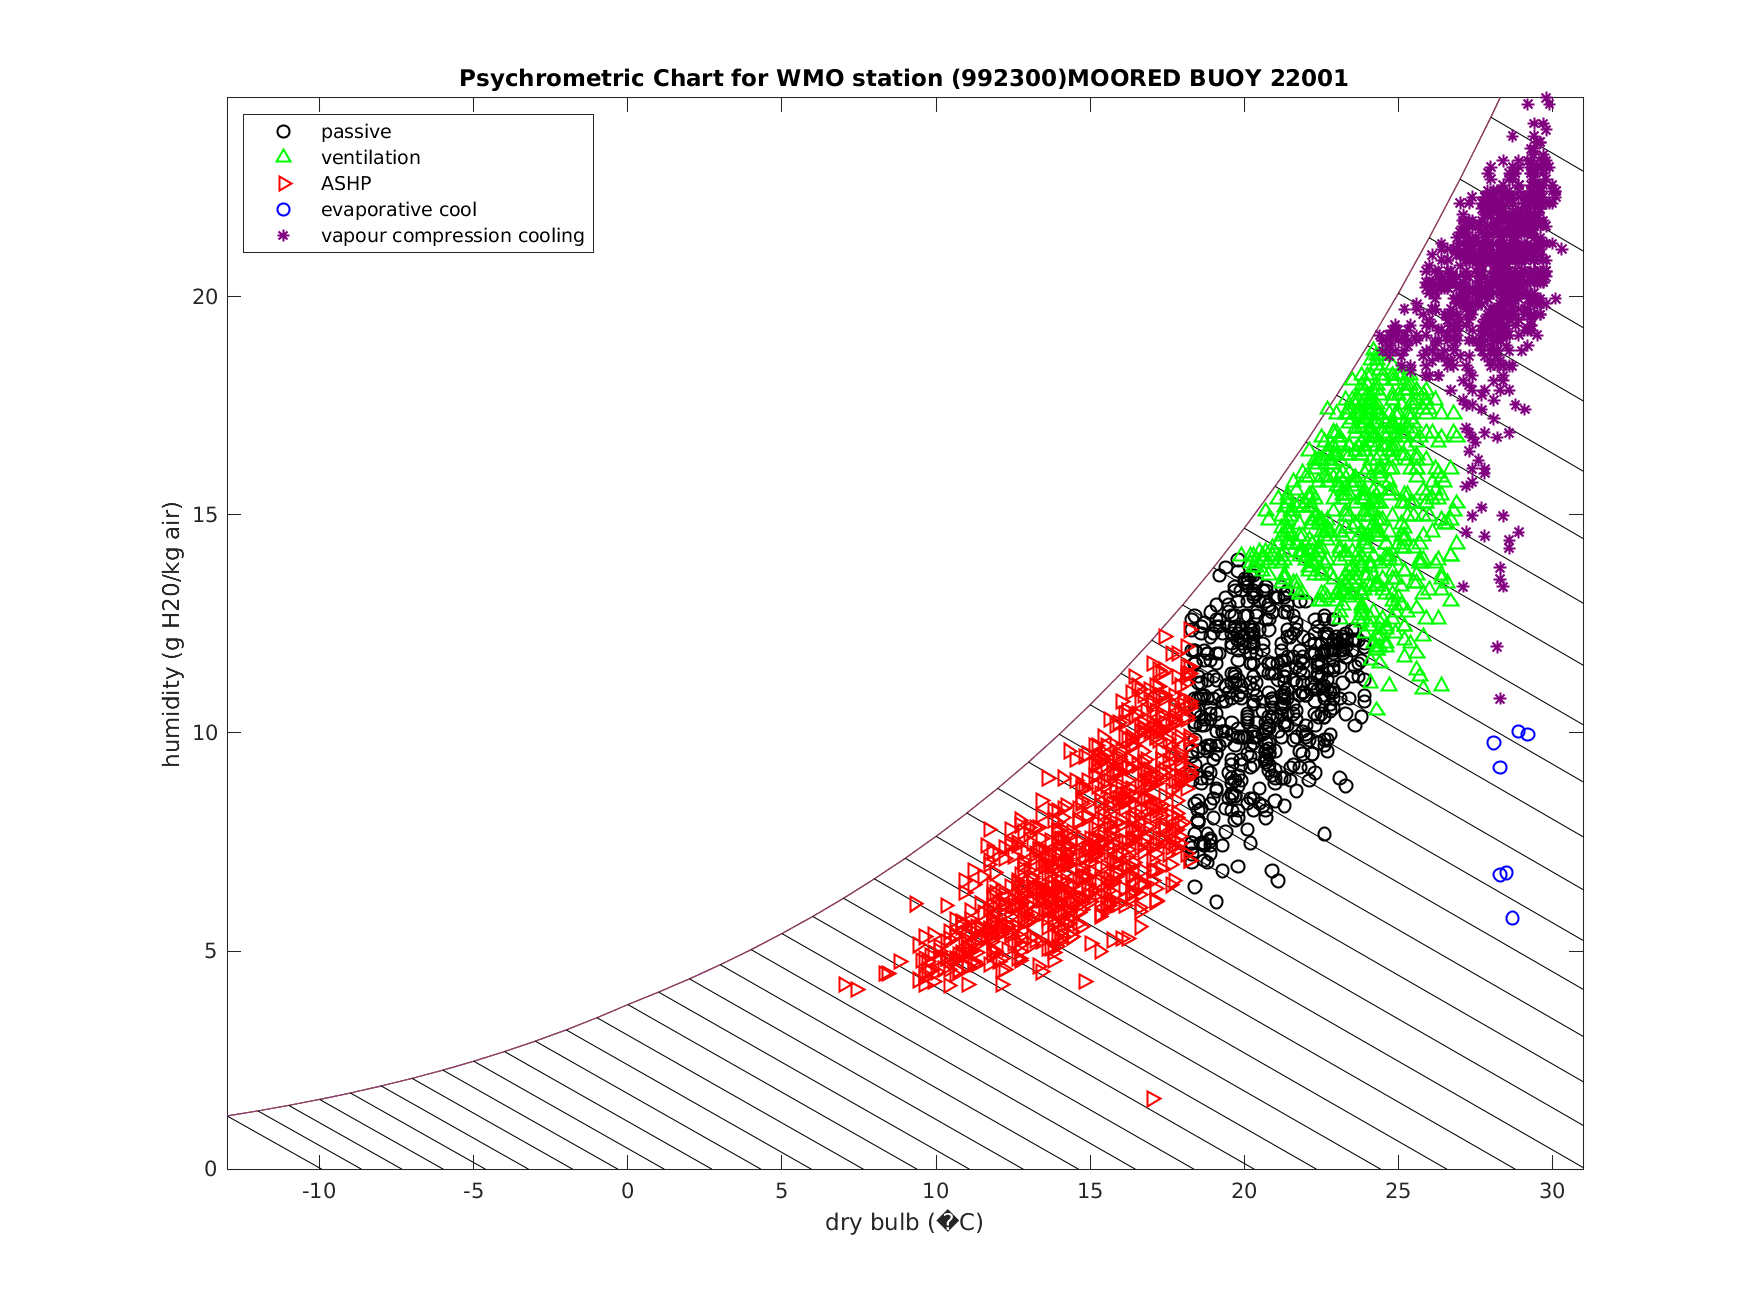 Psychrometric Chart for WMO station (992300)MOORED BUOY 22001
passive
ventilation
ASHP
evaporative cool
vapour compression cooling
humidity (g H20/kg air)
20
15
10
5
0
-10 -5 0 5 10 15 20 25 30
dry bulb (�C)